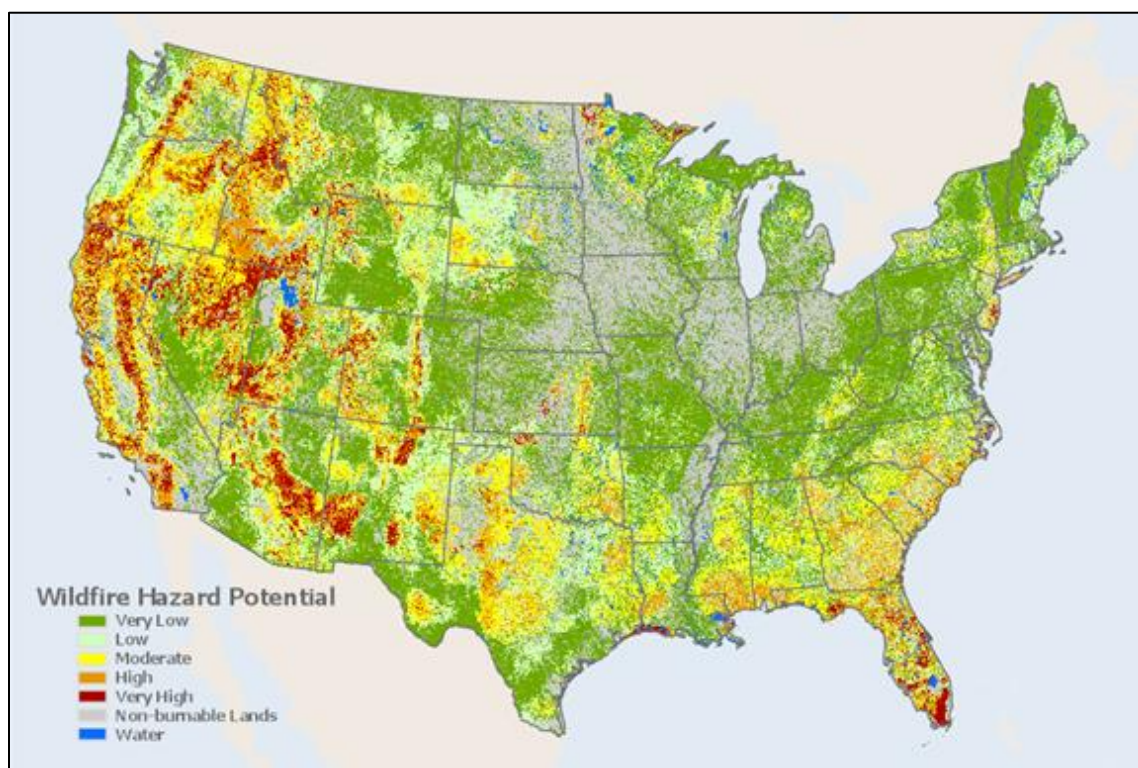 Wildfire Hazard Potential
Very Low
Low
Moderate
High
Very High
Non-burnable Lands
Water